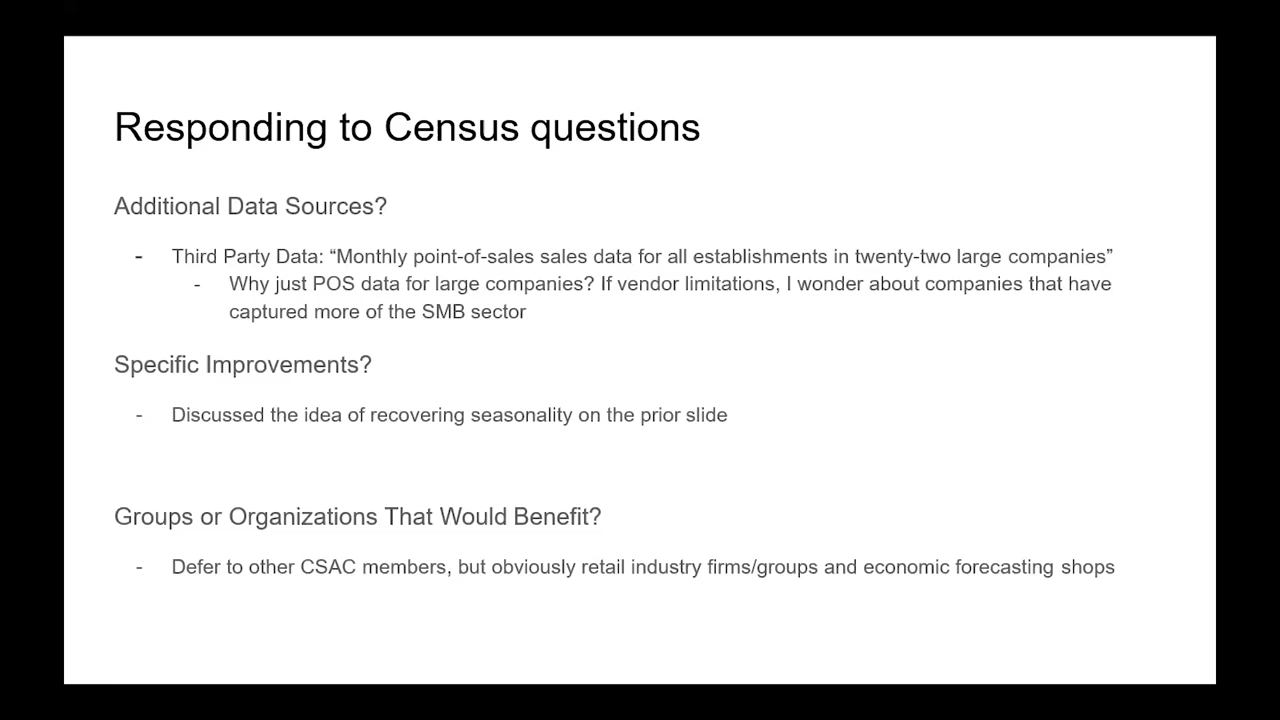 Responding to Census questions
Additional Data Sources?
- Third Party Data: “Monthly point-of-sales sales data for all establishments in twenty-two large companies”
- Why just POS data for large companies? If vendor limitations, I wonder about companies that have
captured more of the SMB sector
Specific Improvements?
- Discussed the idea of recovering seasonality on the prior slide
Groups or Organizations That Would Benefit?
- Defer to other CSAC members, but obviously retail industry firms/groups and economic forecasting shops